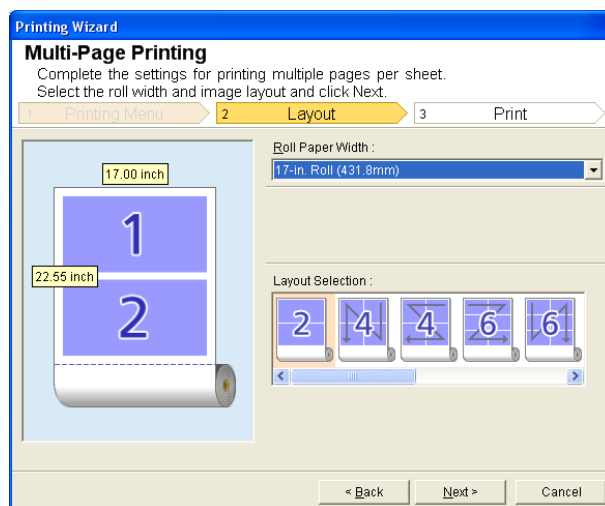 Printing Wizard
Multi-Page Printing
Complete the settings for printing multiple pages per sheet.
Select the roll width and image layout and click Next.
1 Printing Menu 2 Layout 3 Print
Roll Paper Width :
17-in. Roll (431.8mm)
17.00 inch
1
22.55 inch
2
Layout Selection :
2 4 4 6 6
< Back Next > Cancel